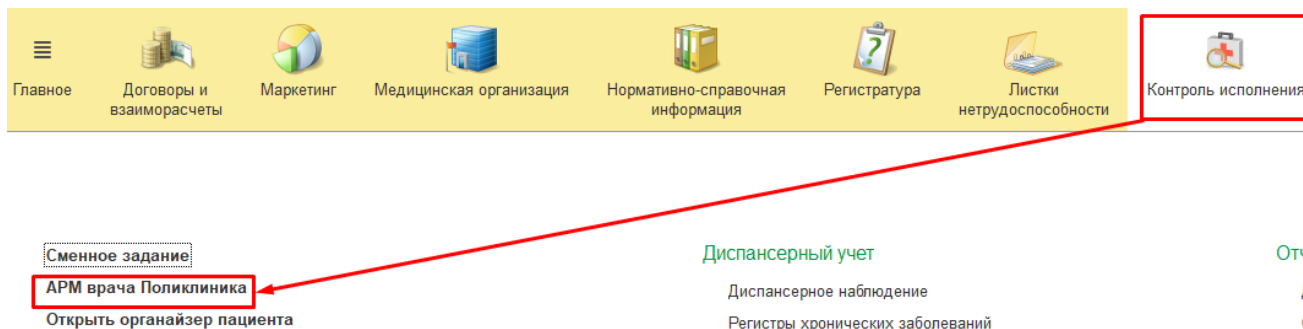 Главное
Договоры и
взаиморасчеты
Маркетинг
Медицинская организация
Нормативно-справочная
информация
Регистратура
Листки
нетрудоспособности
Контроль исполнения
Сменное задание
АРМ врача Поликлиника
Открыть органайзер пациента
Диспансерный учет
Диспансерное наблюдение
Регистры хронических заболеваний